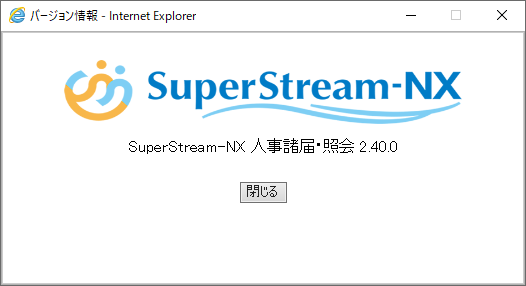 バージョン情報 - Internet Explorer
SuperStream-NX
SuperStream-NX 人事諸届・照会 2.40.0
閉じる